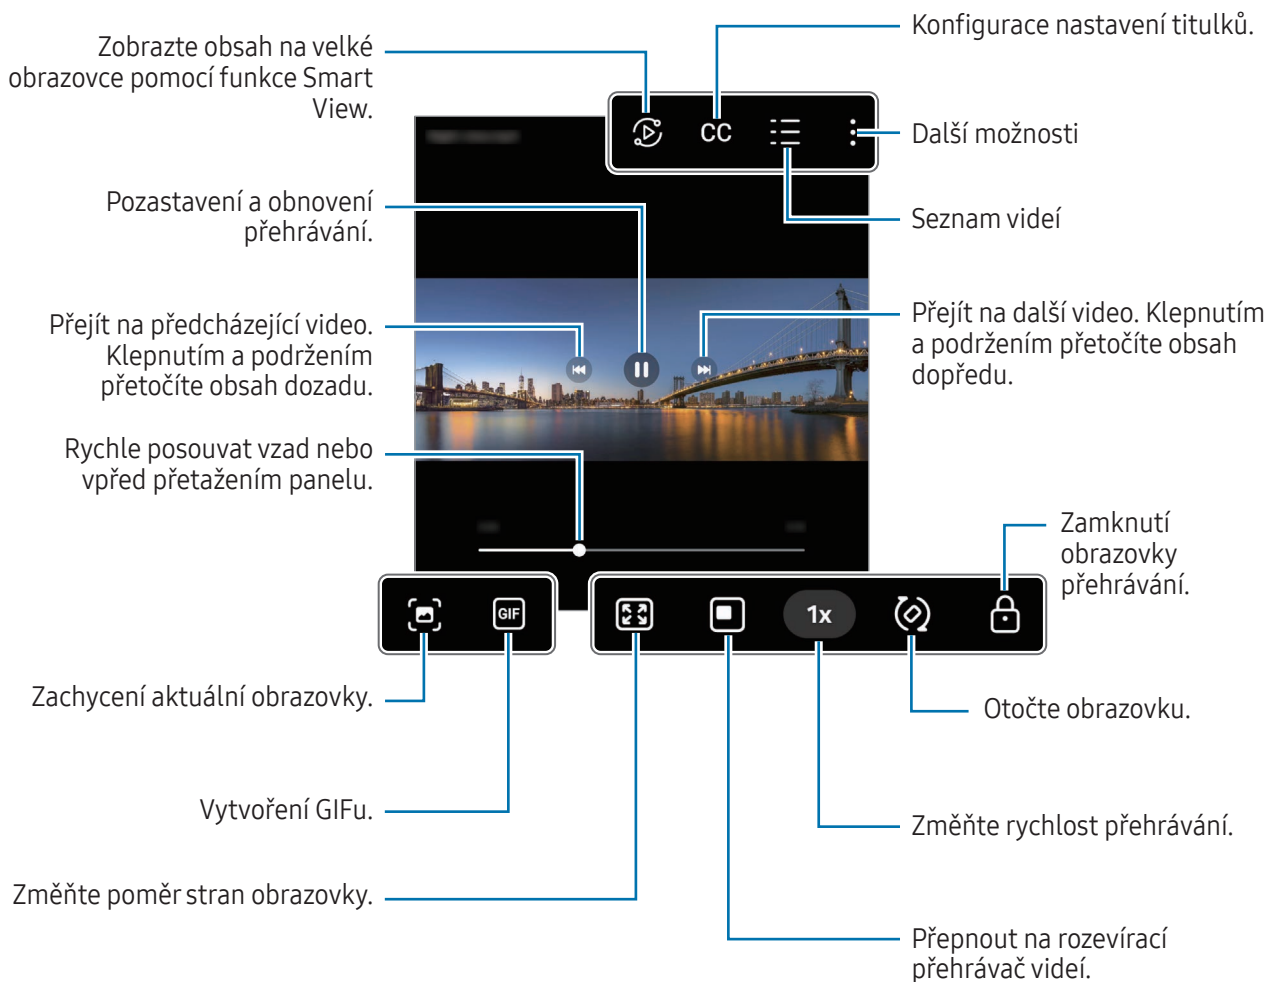 Zobrazte obsah na velké
obrazovce pomocí funkce Smart
View.
Konfigurace nastavení titulků.
CC
Další možnosti
Seznam videí
Pozastavení a obnovení
přehrávání.
Přejít na předcházející video.
Klepnutím a podržením
přetočíte obsah dozadu.
Přejít na další video. Klepnutím
a podržením přetočíte obsah
dopředu.
Rychle posouvat vzad nebo
vpřed přetažením panelu.
Zamknutí
obrazovky
přehrávání.
GIF
1x
Zachycení aktuální obrazovky.
Otočte obrazovku.
Vytvoření GIFu.
Změňte rychlost přehrávání.
Změňte poměr stran obrazovky.
Přepnout na rozevírací
přehrávač videí.